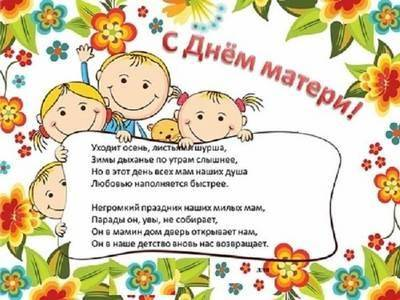 С Днём матери!
Уходит осень, листьями шурша,
Зимы дыханье по утрам слышнее,
Но в этот день всех мам наших душа
Любовью наполняется быстрее.
Негромкий праздник наших милых мам,
Парады он, увы, не собирает,
Он в мамин дом дверь открывает нам,
Он в наше детство вновь нас возвращает.